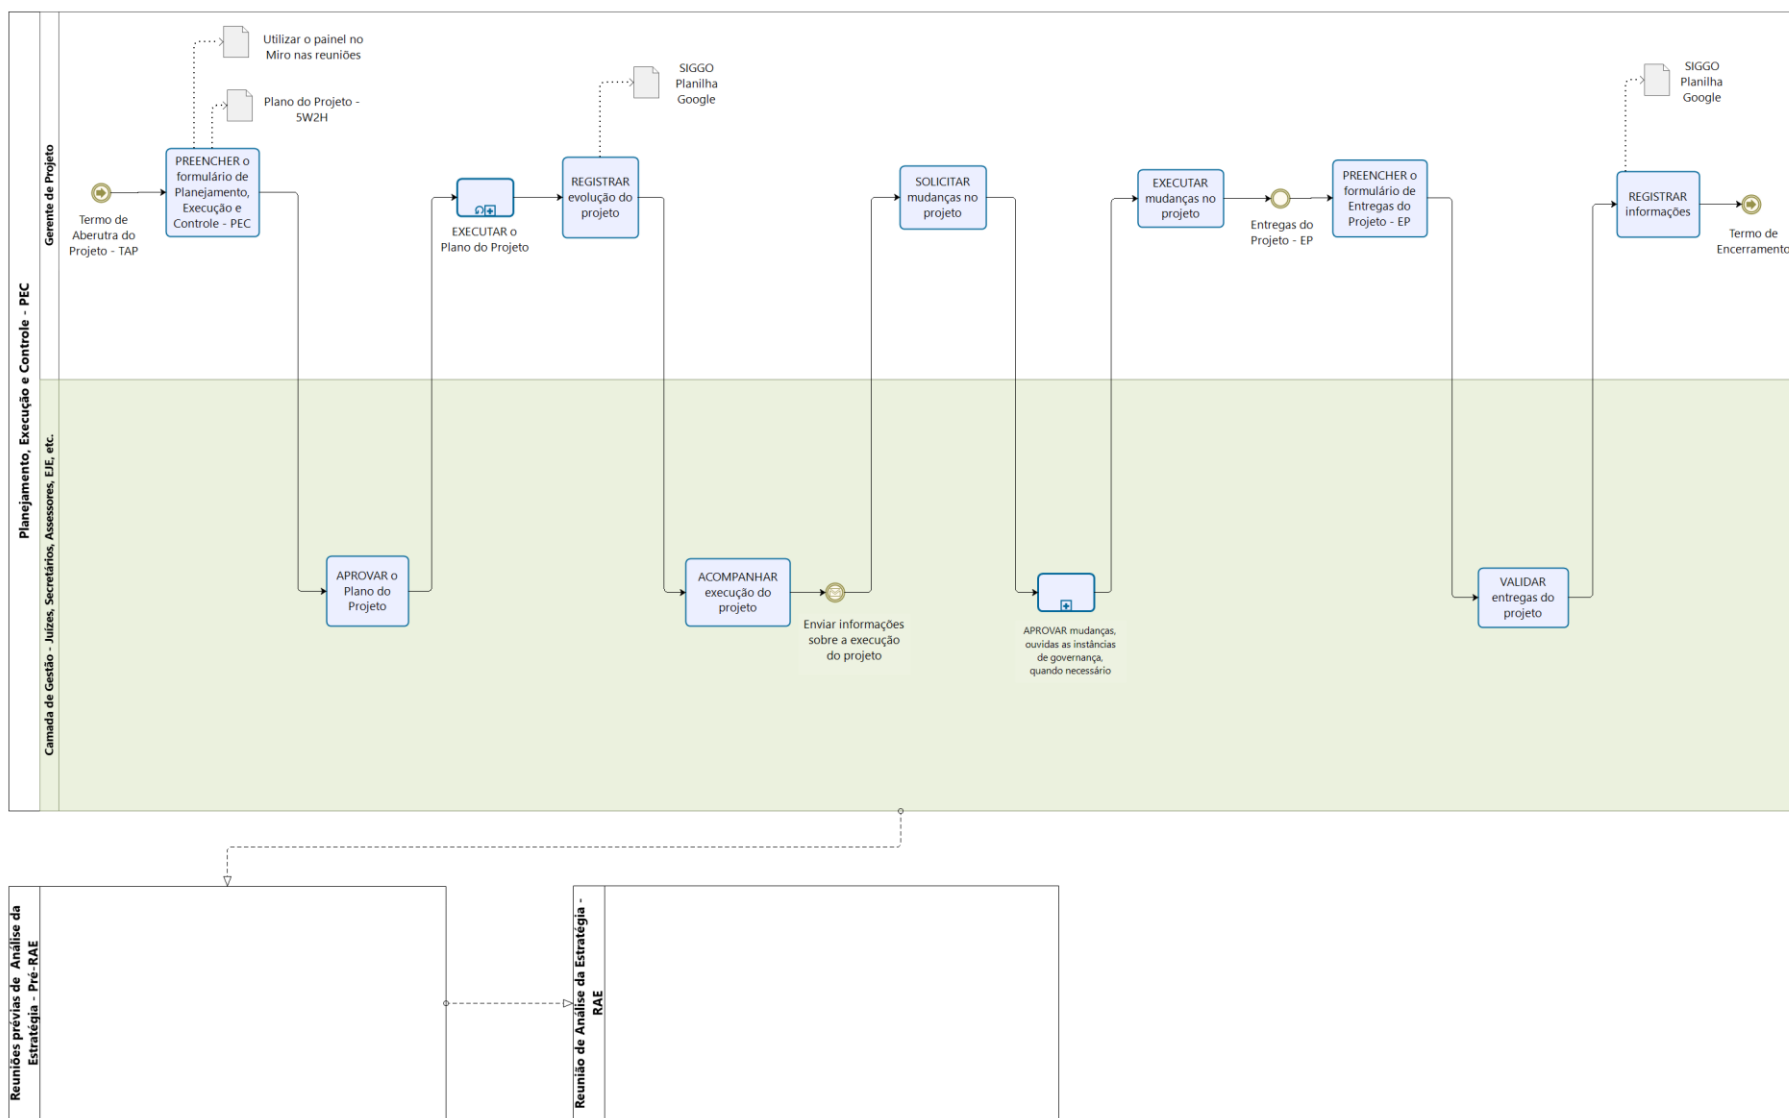 Planejamento, Execução e Controle - PEC
Gerente de Projeto
Utilizar o painel no
Miro nas reuniões
Plano do Projeto -
5W2H
Termo de
Aberutra do
Projeto - TAP
PREENCHER o
formulário de
Planejamento,
Execução e
Controle - PEC
EXECUTAR o
Plano do Projeto
SIGGO
Planilha
Google
REGISTRAR
evolução do
projeto
SOLICITAR
mudanças no
projeto
EXECUTAR
mudanças no
projeto
Entregas do
Projeto - EP
PREENCHER o
formulário de
Entregas do
Projeto - EP
SIGGO
Planilha
Google
REGISTRAR
informações
Termo de
Encerramento
Camada de Gestão - Juízes, Secretários, Assessores, EJE, etc.
APROVAR o
Plano do
Projeto
ACOMPANHAR
execução do
projeto
Enviar informações
sobre a execução
do projeto
APROVAR mudanças,
ouvidas as instâncias
de governança,
quando necessário
VALIDAR
entregas do
projeto
Reuniões prévias de Análise da
Estratégia - Pré-RAE
Reunião de Análise da Estratégia -
RAE